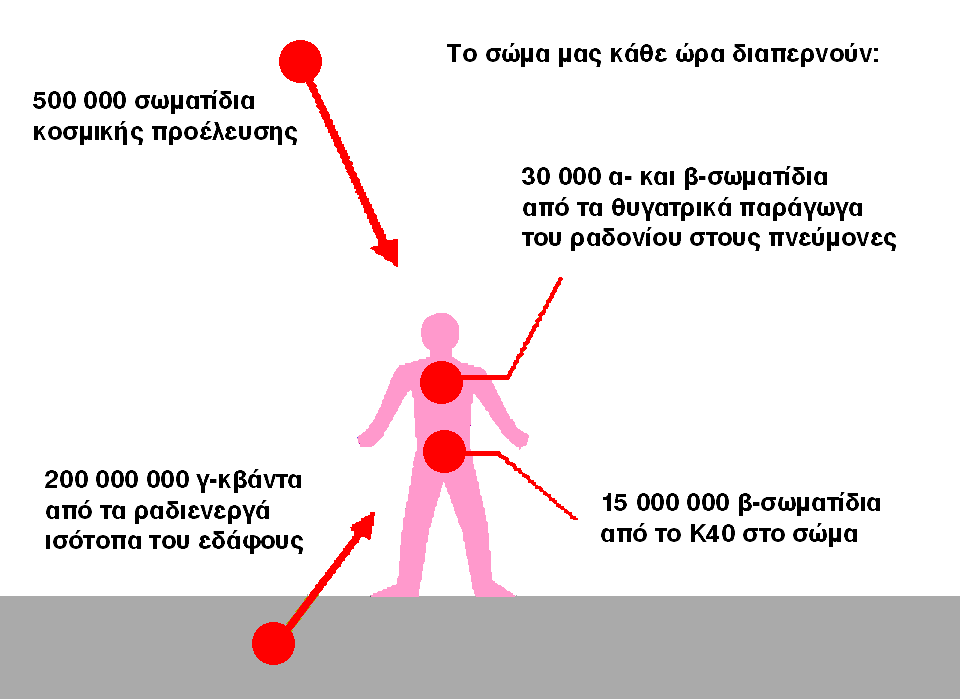 Το σώμα μας κάθε ώρα διαπερνούν:
500 000 σωματίδια
κοσμικής προέλευσης
30 000 α- και β-σωματίδια
από τα θυγατρικά παράγωγα
του ραδονίου στους πνεύμονες
200 000 000 γ-κβάντα
από τα ραδιενεργά
ισότοπα του εδάφους
15 000 000 β-σωματίδια
από το Κ40 στο σώμα